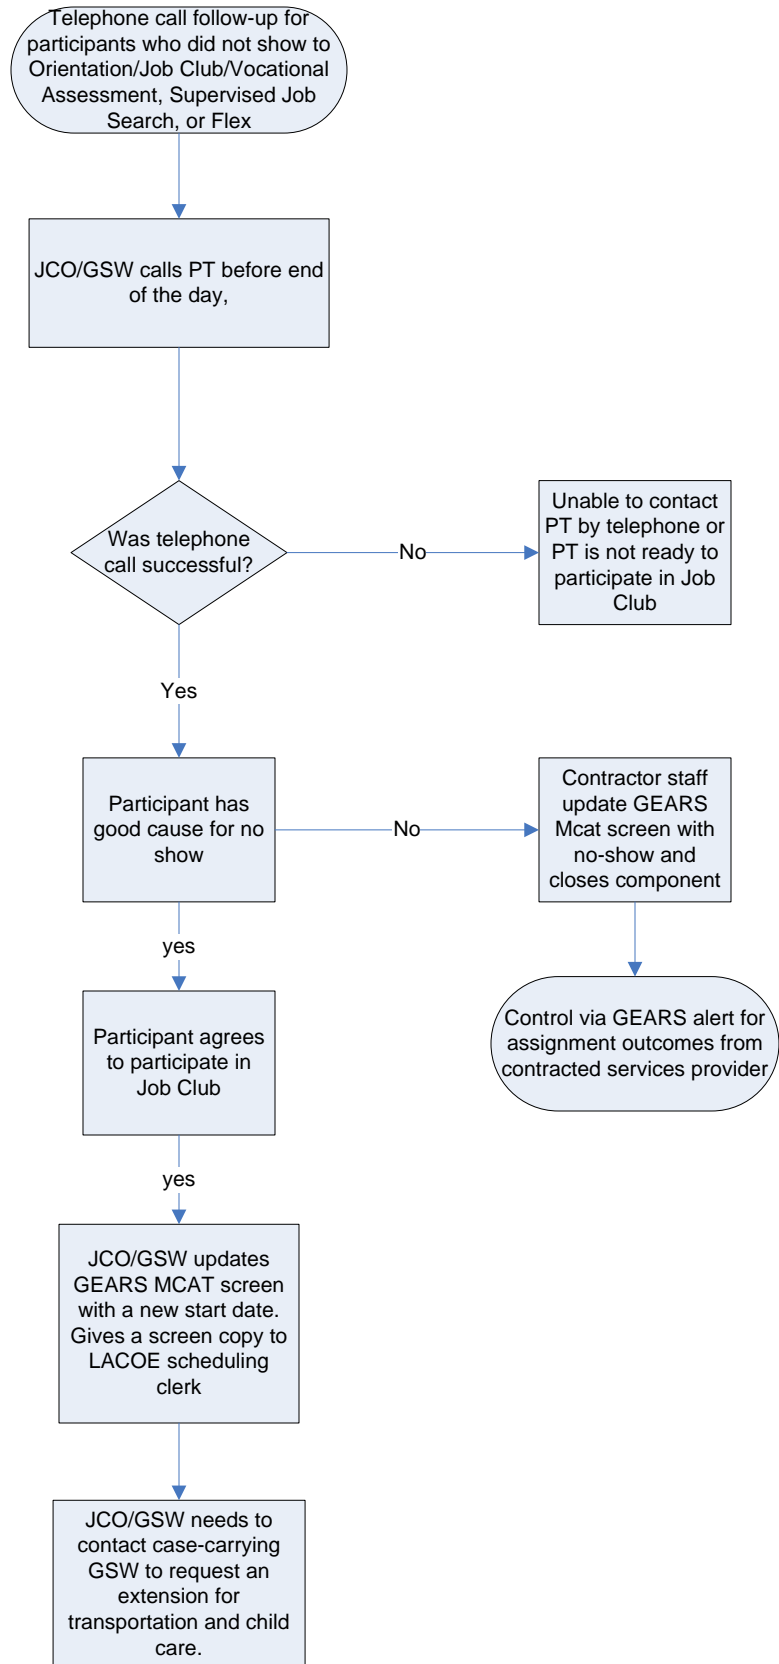 Telephone call follow-up for
participants who did not show to
Orientation/Job Club/Vocational
Assessment, Supervised Job
Search, or Flex
JCO/GSW calls PT before end
of the day,
Was telephone
call successful?
No
Unable to contact
PT by telephone or
PT is not ready to
participate in Job
Club
Yes
Participant has
good cause for no
show
No
Contractor staff
update GEARS
Mcat screen with
no-show and
closes component
yes
Control via GEARS alert for
assignment outcomes from
contracted services provider
Participant agrees
to participate in
Job Club
yes
JCO/GSW updates
GEARS MCAT screen
with a new start date.
Gives a screen copy to
LACOE scheduling
clerk
JCO/GSW needs to
contact case-carrying
GSW to request an
extension for
transportation and child
care.